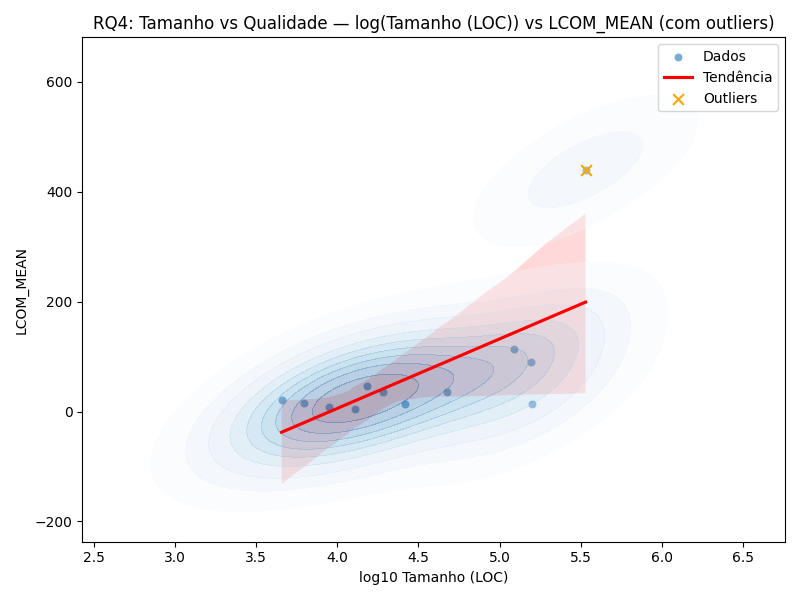 RQ4: Tamanho vs Qualidade — log(Tamanho (LOC)) vs LCOM_MEAN (com outliers)
Dados
Tendência
Outliers
600
400
200
0
−200
LCOM_MEAN
2.5 3.0 3.5 4.0 4.5 5.0 5.5 6.0 6.5
log10 Tamanho (LOC)